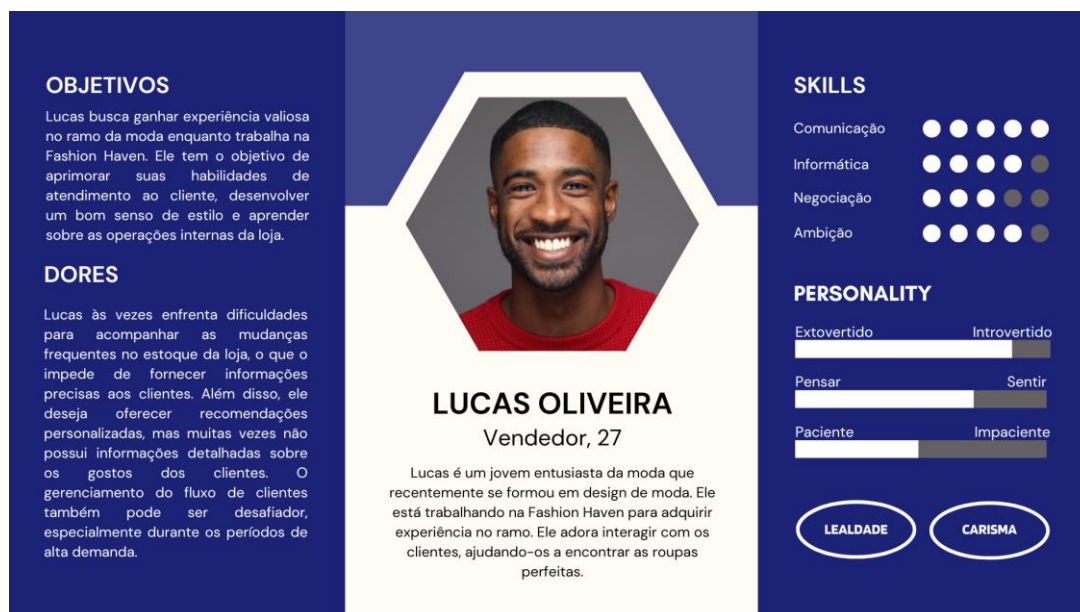 OBJETIVOS
Lucas busca ganhar experiência valiosa
no ramo da moda enquanto trabalha na
Fashion Haven. Ele tem o objetivo de
aprimorar suas habilidades de
atendimento ao cliente, desenvolver
um bom senso de estilo e aprender
sobre as operações internas da loja.
DORES
Lucas às vezes enfrenta dificuldades
para acompanhar as mudanças
frequentes no estoque da loja, o que o
impede de fornecer informações
precisas aos clientes. Além disso, ele
deseja oferecer recomendações
personalizadas, mas muitas vezes não
possui informações detalhadas sobre
os gostos dos clientes. O
gerenciamento do fluxo de clientes
também pode ser desafiador,
especialmente durante os períodos de
alta demanda.
LUCAS OLIVEIRA
Vendedor, 27
Lucas é um jovem entusiasta da moda que
recentemente se formou em design de moda. Ele
está trabalhando na Fashion Haven para adquirir
experiência no ramo. Ele adora interagir com os
clientes, ajudando-os a encontrar as roupas
perfeitas.
SKILLS
Comunicação
Informática
Negociação
Ambição
PERSONALITY
Extovertido Introvertido
Pensar Sentir
Paciente Impaciente
LEALDADE CARISMA